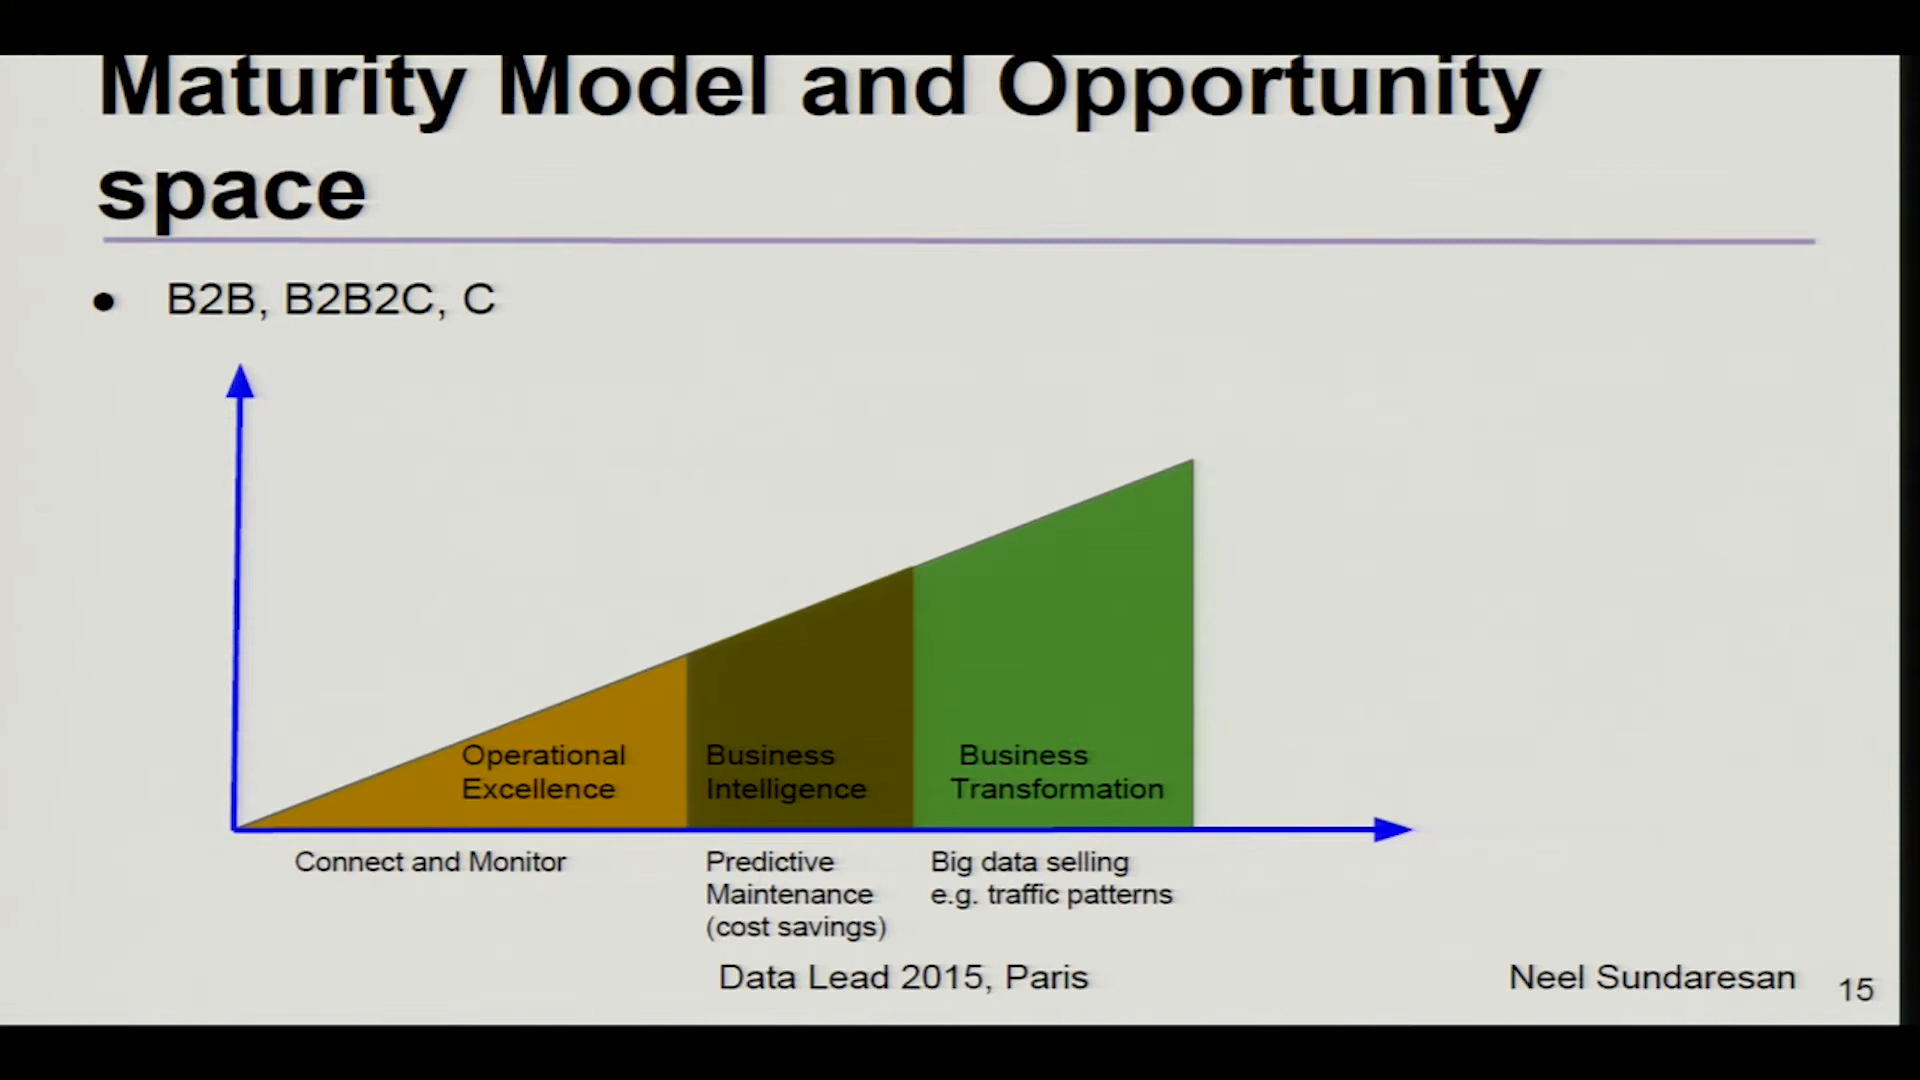 Maturity Model and Opportunity
space
● B2B, B2B2C, C
Operational
Excellence
Business
Intelligence
Business
Transformation
Connect and Monitor
Predictive
Maintenance
(cost savings)
Big data selling
e.g. traffic patterns
Data Lead 2015, Paris
Neel Sundaresan
15